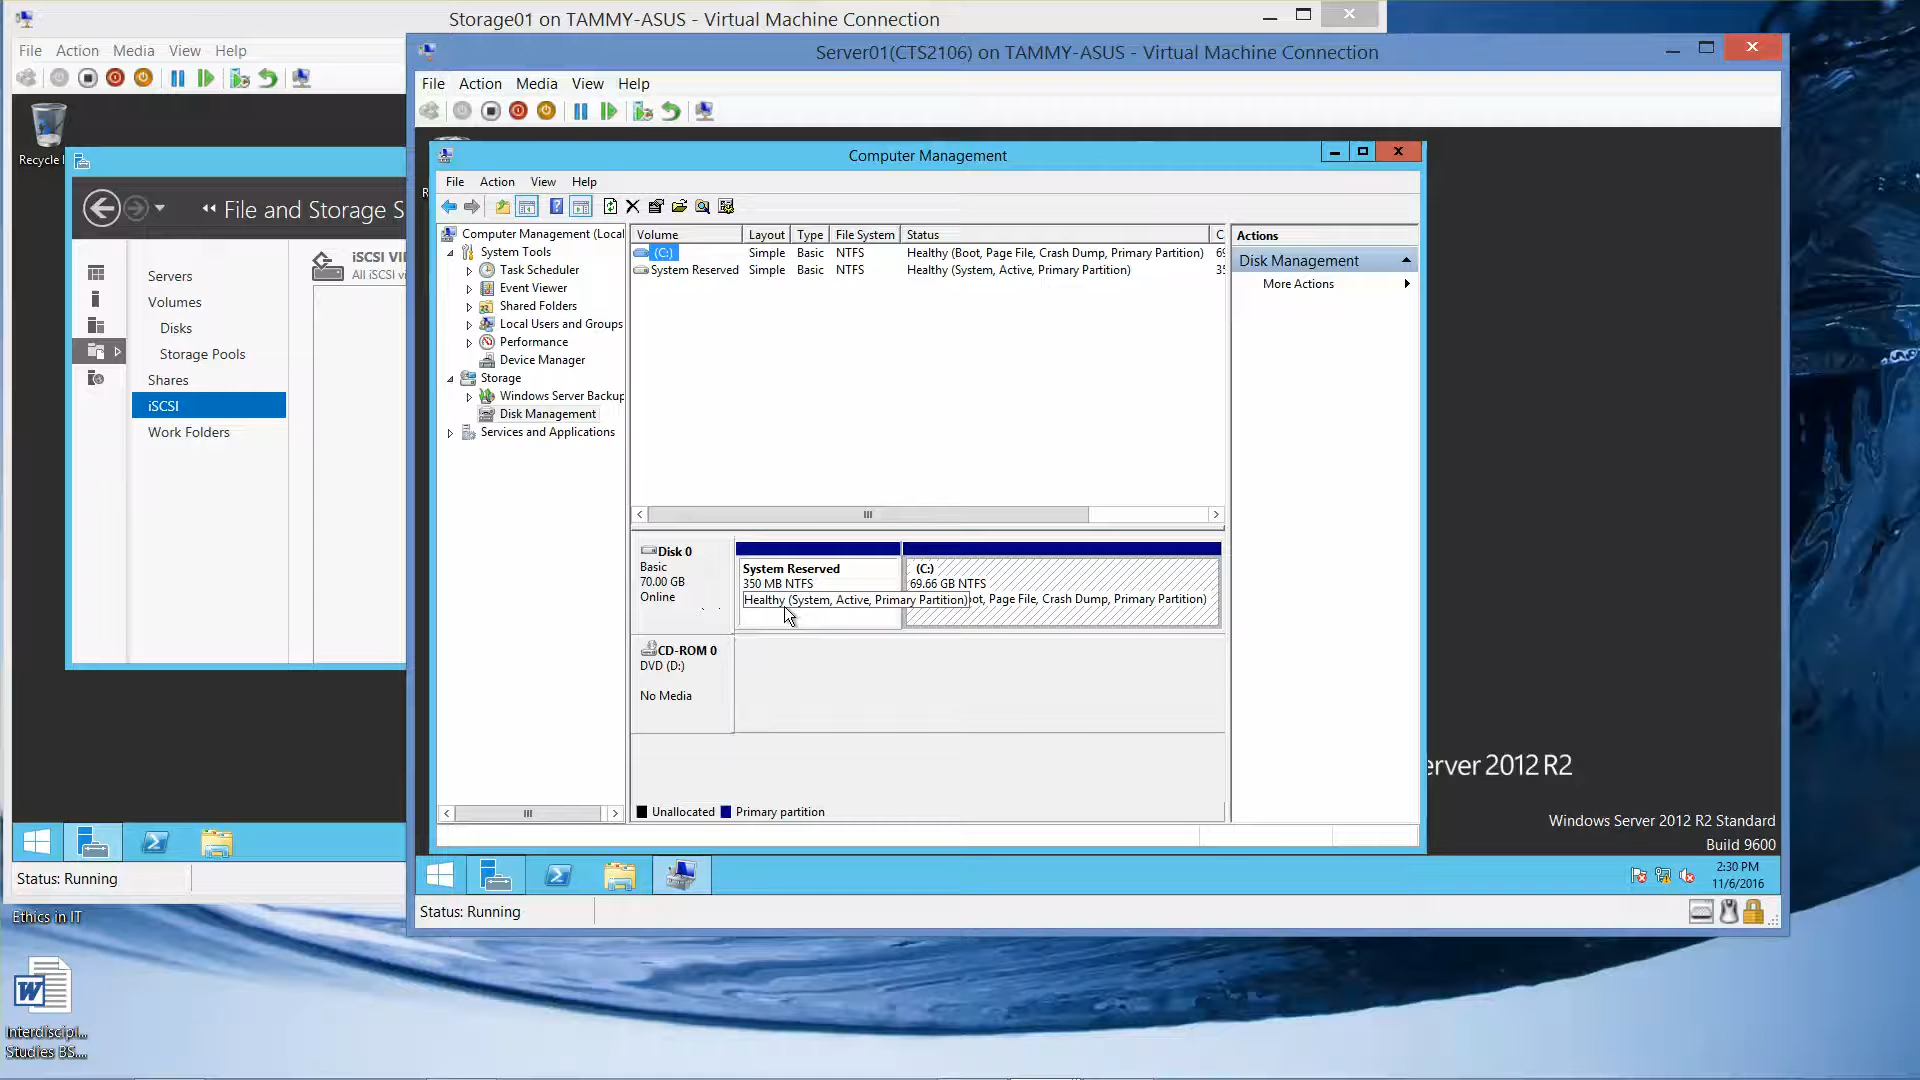 Storage01 on TAMMY-ASUS - Virtual Machine Connection
File Action Media View Help
Recycle
File and Storage S
Servers
Volumes
Disks
Storage Pools
Shares
iSCSI
Work Folders
All iSCSI vi
Status: Running
Ethics in IT
Interdiscipl...
Studies BS....
Server01(CTS2106) on TAMMY-ASUS - Virtual Machine Connection
File Action Media View Help
Computer Management
File Action View Help
Computer Management (Local
System Tools
Task Scheduler
Event Viewer
Shared Folders
Local Users and Groups
Performance
Device Manager
Storage
Windows Server Backup
Disk Management
Services and Applications
Volume Layout Type File System Status C
(C:) Simple Basic NTFS Healthy (Boot, Page File, Crash Dump, Primary Partition) 69
System Reserved Simple Basic NTFS Healthy (System, Active, Primary Partition) 35
Actions
Disk Management
More Actions
Disk 0
Basic
70.00 GB
Online
System Reserved
350 MB NTFS
Healthy (System, Active, Primary Partition)
(C:)
69.66 GB NTFS
oot, Page File, Crash Dump, Primary Partition)
CD-ROM 0
DVD (D:)
No Media
Unallocated Primary partition
erver 2012 R2
Windows Server 2012 R2 Standard
Build 9600
2:30 PM
11/6/2016
Status: Running